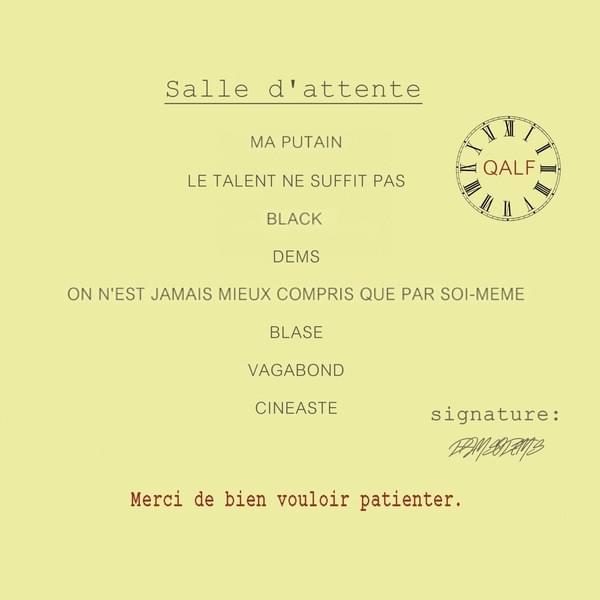 Salle d'attente
MA PUTAIN
LE TALENT NE SUFFIT PAS
QALF
BLACK
DEMS
ON N'EST JAMAIS MIEUX COMPRIS QUE PAR SOI-MEME
BLASE
VAGABOND
CINEASTE
signature:
DAMSODEMS
Merci de bien vouloir patienter.